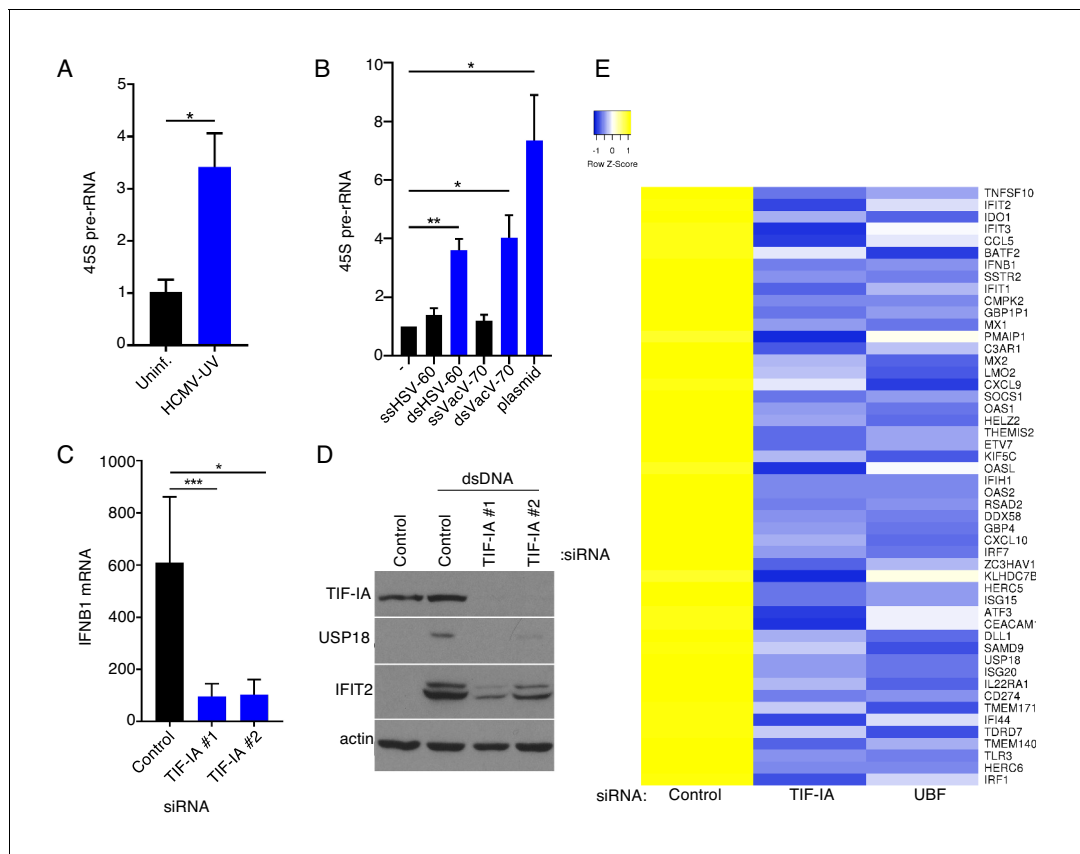 A
5
4
3
2
1
0
45S pre-rRNA
*
Uninf.
HCMV-UV
B
10
8
6
4
2
0
45S pre-rRNA
*
*
**
-
ssHSV-60
dsHSV-60
ssVacV-70
dsVacV-70
plasmid
C
1000
800
600
400
200
0
IFNB1 mRNA
*
***
Control
TIF-IA #1
TIF-IA #2
siRNA
D
dsDNA
Control
Control
TIF-IA #1
TIF-IA #2
:siRNA
TIF-IA
USP18
IFIT2
actin
E
-1 0 1
Row Z-Score
TNFSF10
IFIT2
IDO1
IFIT3
CCL5
BATF2
IFNB1
SSTR2
IFIT1
CMPK2
GBP1P1
MX1
PMAIP1
C3AR1
MX2
LMO2
CXCL9
SOCS1
OAS1
HELZ2
THEMIS2
ETV7
KIF5C
OASL
IFIH1
OAS2
RSAD2
DDX58
GBP4
CXCL10
IRF7
ZC3HAV1
KLHDC7B
HERC5
ISG15
ATF3
CEACAM1
DLL1
SAMD9
USP18
ISG20
IL22RA1
CD274
TMEM171
IFI44
TDRD7
TMEM140
TLR3
HERC6
IRF1
siRNA: Control TIF-IA UBF